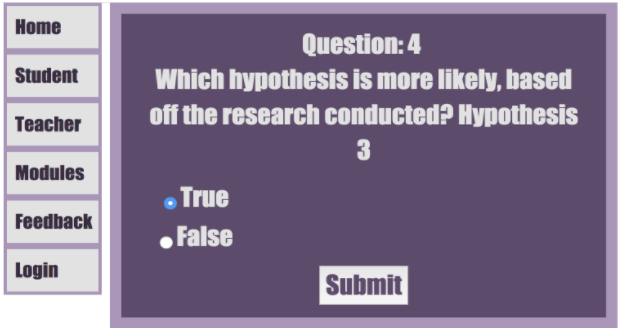 Home
Student
Teacher
Modules
Feedback
Login
Question: 4
Which hypothesis is more likely, based
off the research conducted? Hypothesis
3
True
False
Submit